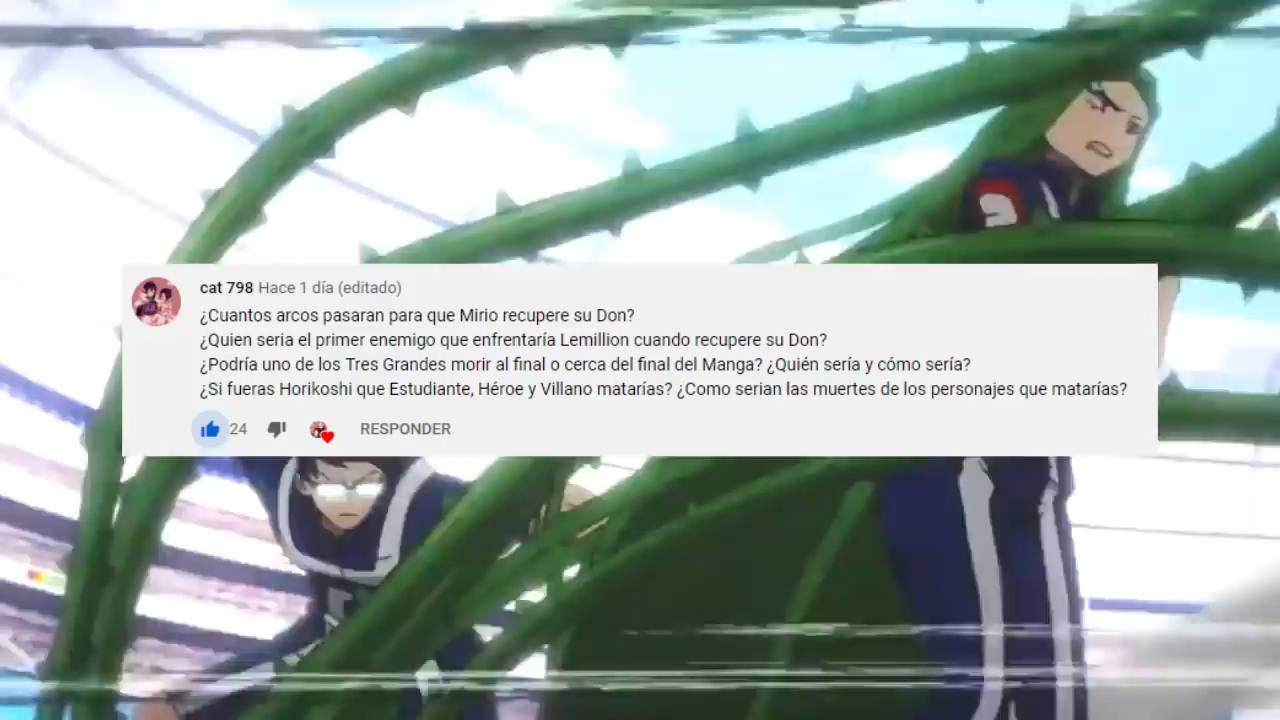 cat 798 Hace 1 día (editado)
¿Cuantos arcos pasaran para que Mirio recupere su Don?
¿Quien seria el primer enemigo que enfrentaría Lemillion cuando recupere su Don?
¿Podría uno de los Tres Grandes morir al final o cerca del final del Manga? ¿Quién sería y cómo sería?
¿Si fueras Horikoshi que Estudiante, Héroe y Villano matarías? ¿Como serian las muertes de los personajes que matarías?
24 RESPONDER